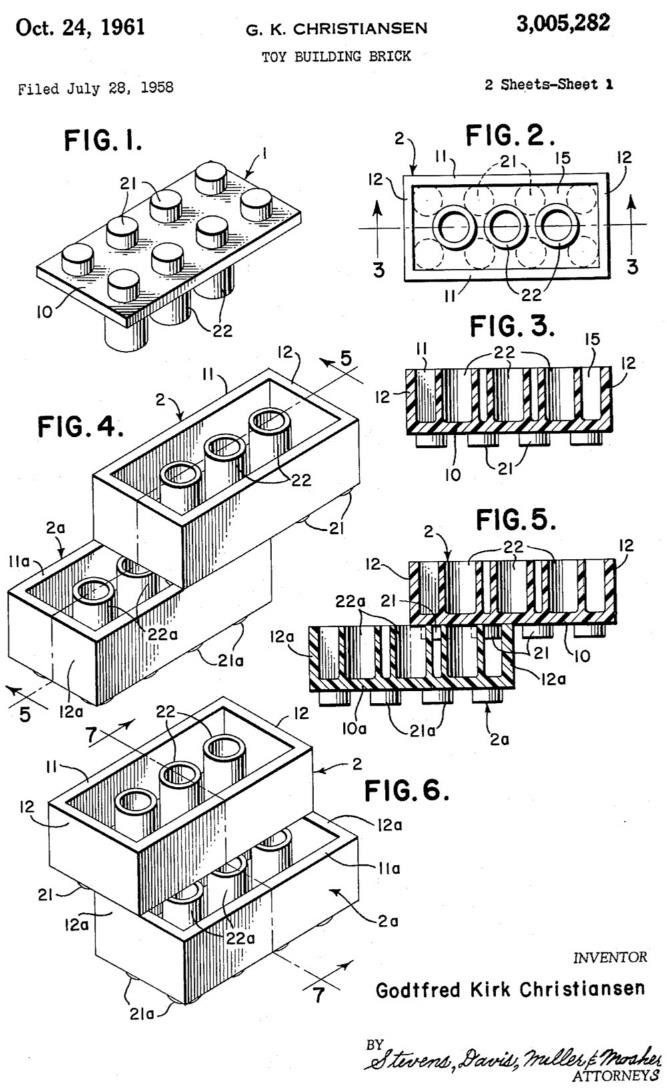 Oct. 24, 1961 G. K. CHRISTIANSEN 3,005,282
TOY BUILDING BRICK
Filed July 28, 1958 2 Sheets-Sheet 1
FIG. 1.
1
21
10
22
FIG. 2.
2
11
21
15
12
12
3
3
11
22
FIG. 3.
11
22
15
12
12
10
21
FIG. 4.
11
12
5
2
22
21
2a
11a
22a
21a
12a
5
FIG. 5.
2
22
12
12
21
22a
12a
21
10
12a
10a
21a
2a
FIG. 6.
7
22
12
11
12
2
12a
11a
21
12a
22a
2a
21a
7
INVENTOR
Godtfred Kirk Christiansen
BY
Stevens, Davis, Miller & Mosher
ATTORNEYS